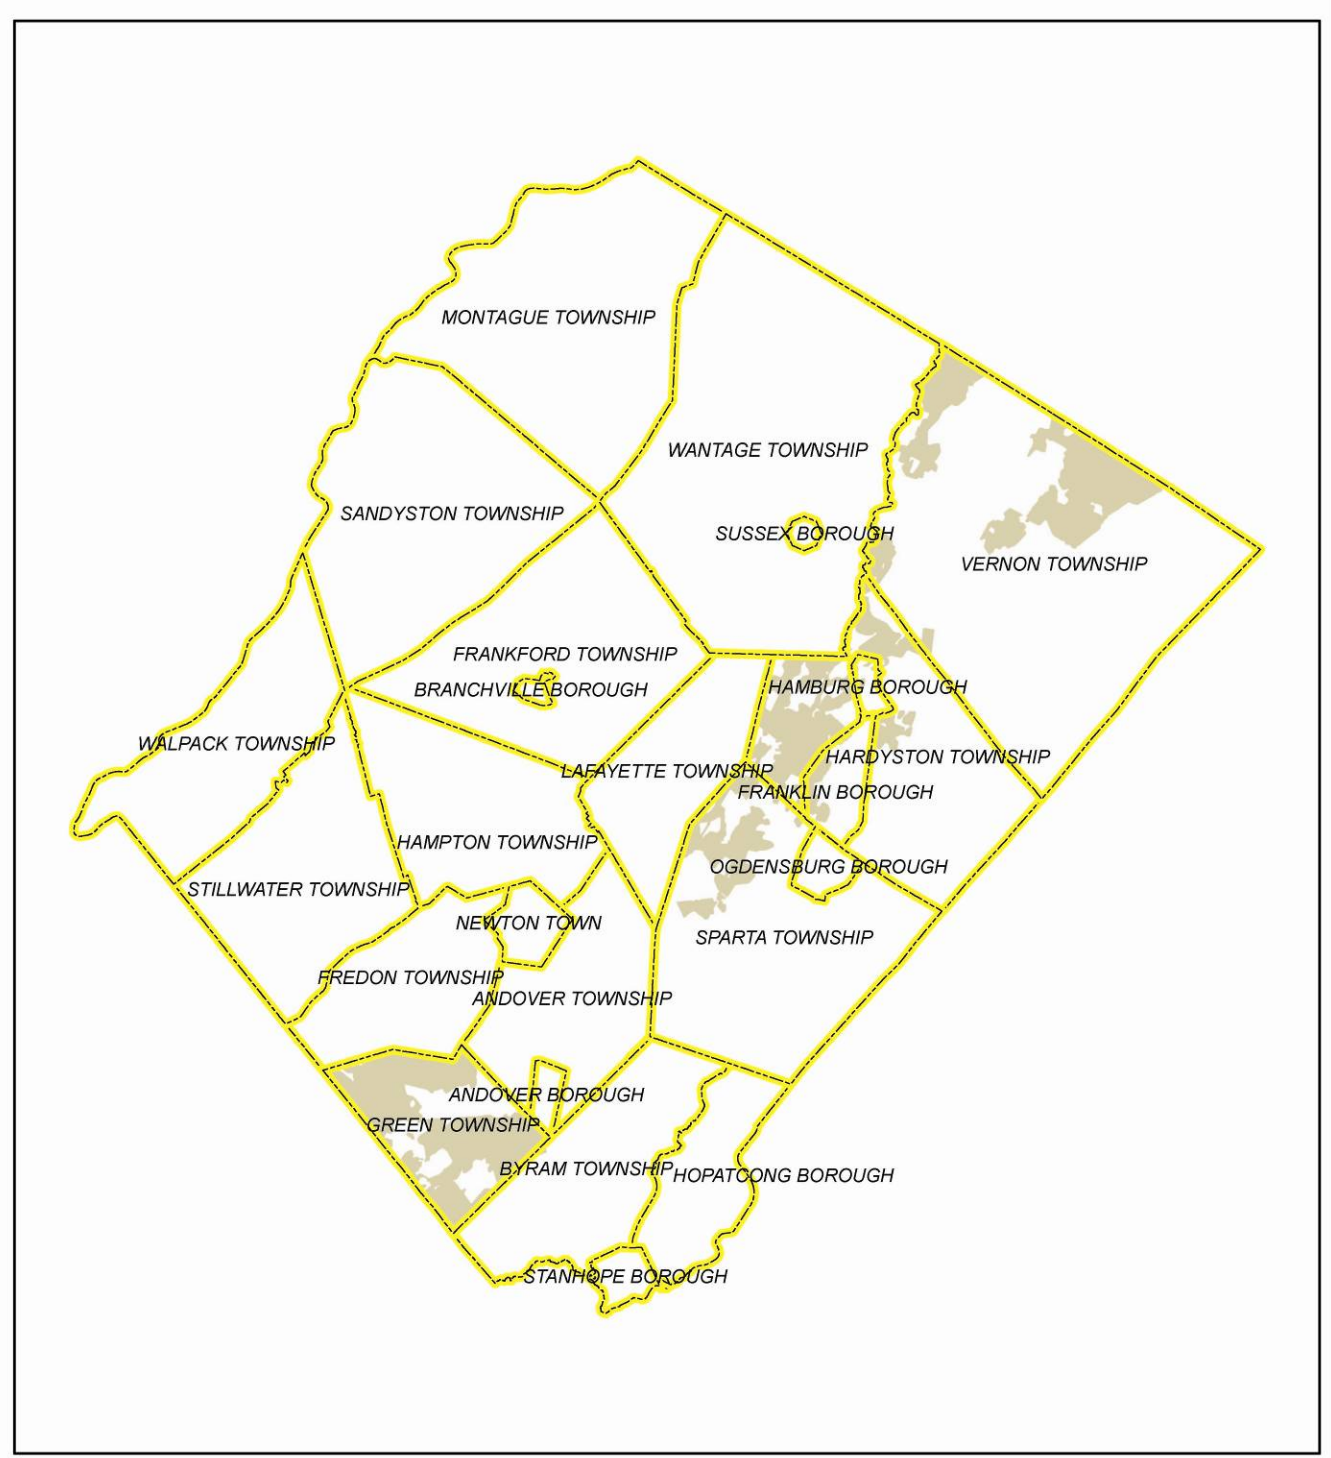 MONTAGUE TOWNSHIP
WANTAGE TOWNSHIP
SANDYSTON TOWNSHIP
SUSSEX BOROUGH
VERNON TOWNSHIP
FRANKFORD TOWNSHIP
BRANCHVILLE BOROUGH
HAMBURG BOROUGH
WALPACK TOWNSHIP
HARDYSTON TOWNSHIP
LAFAYETTE TOWNSHIP
FRANKLIN BOROUGH
HAMPTON TOWNSHIP
OGDENSBURG BOROUGH
STILLWATER TOWNSHIP
NEWTON TOWN
SPARTA TOWNSHIP
FREDON TOWNSHIP
ANDOVER TOWNSHIP
ANDOVER BOROUGH
GREEN TOWNSHIP
BYRAM TOWNSHIP
HOPATCONG BOROUGH
STANHOPE BOROUGH